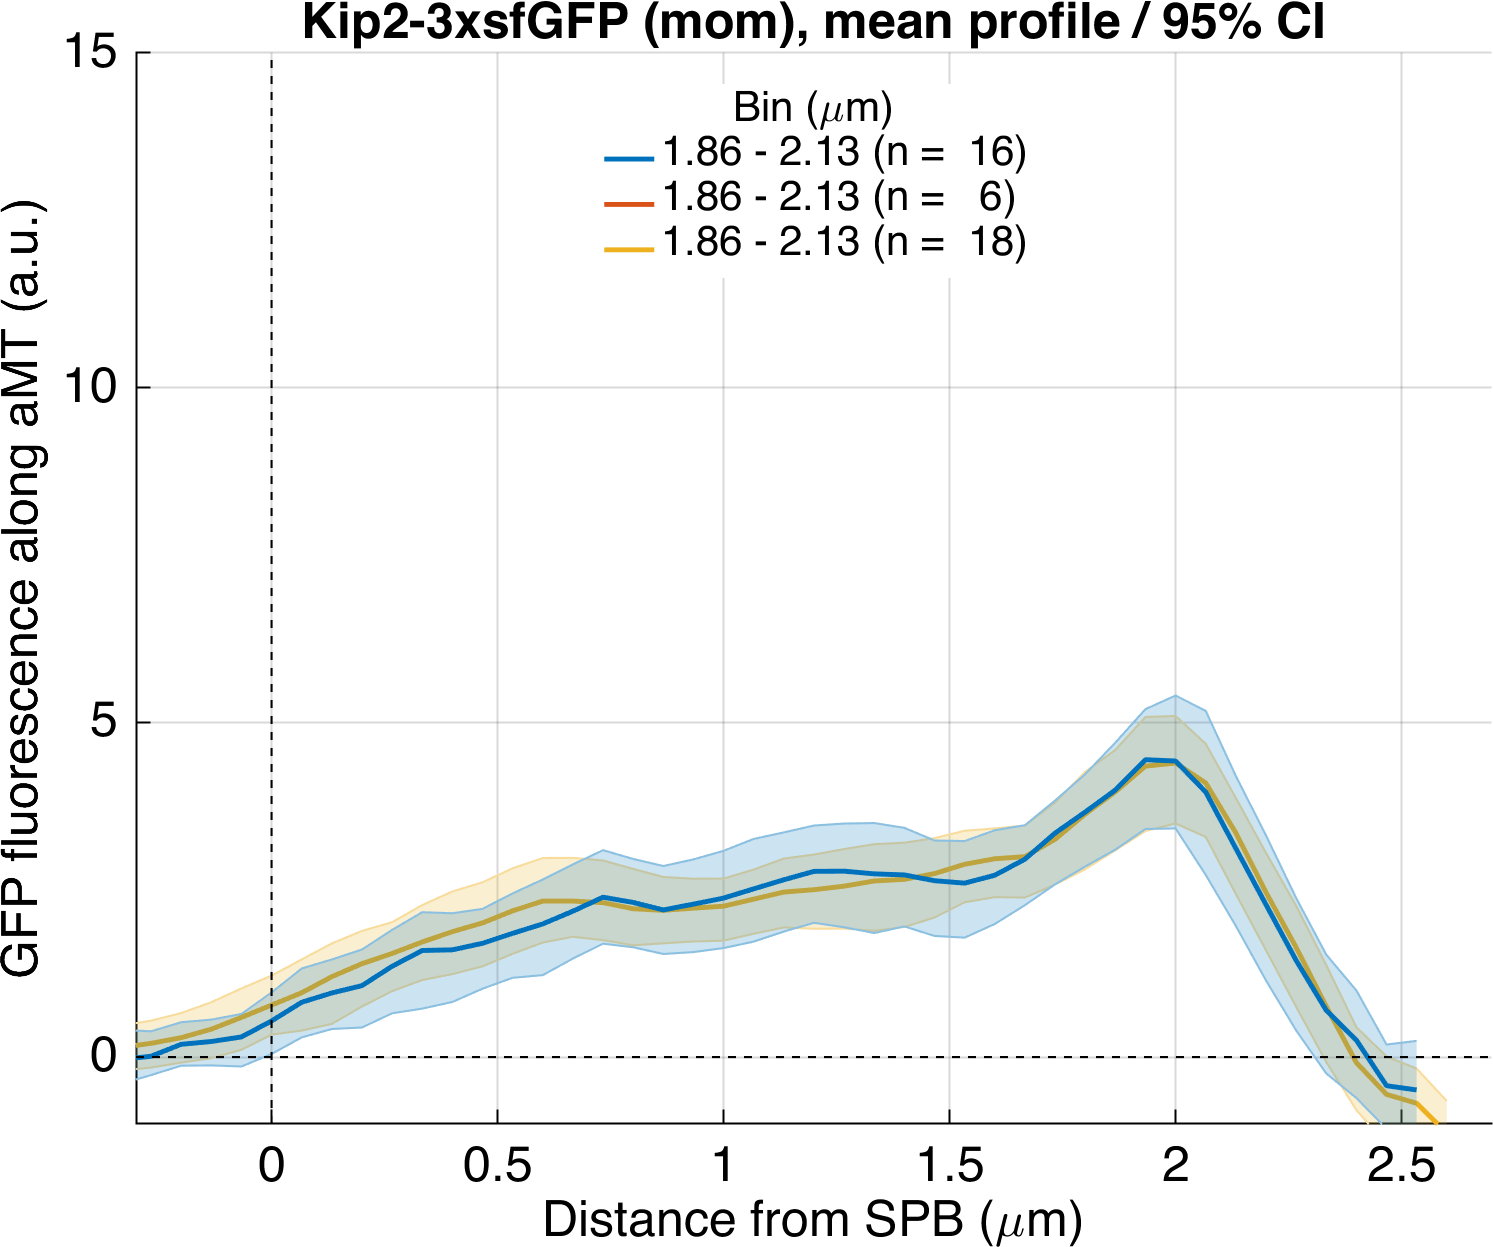 Kip2-3xsfGFP (mom), mean profile / 95% CI
Bin (μm)
1.86 - 2.13 (n = 16)
1.86 - 2.13 (n = 6)
1.86 - 2.13 (n = 18)
GFP fluorescence along aMT (a.u.)
15
10
5
0
0 0.5 1 1.5 2 2.5
Distance from SPB (μm)